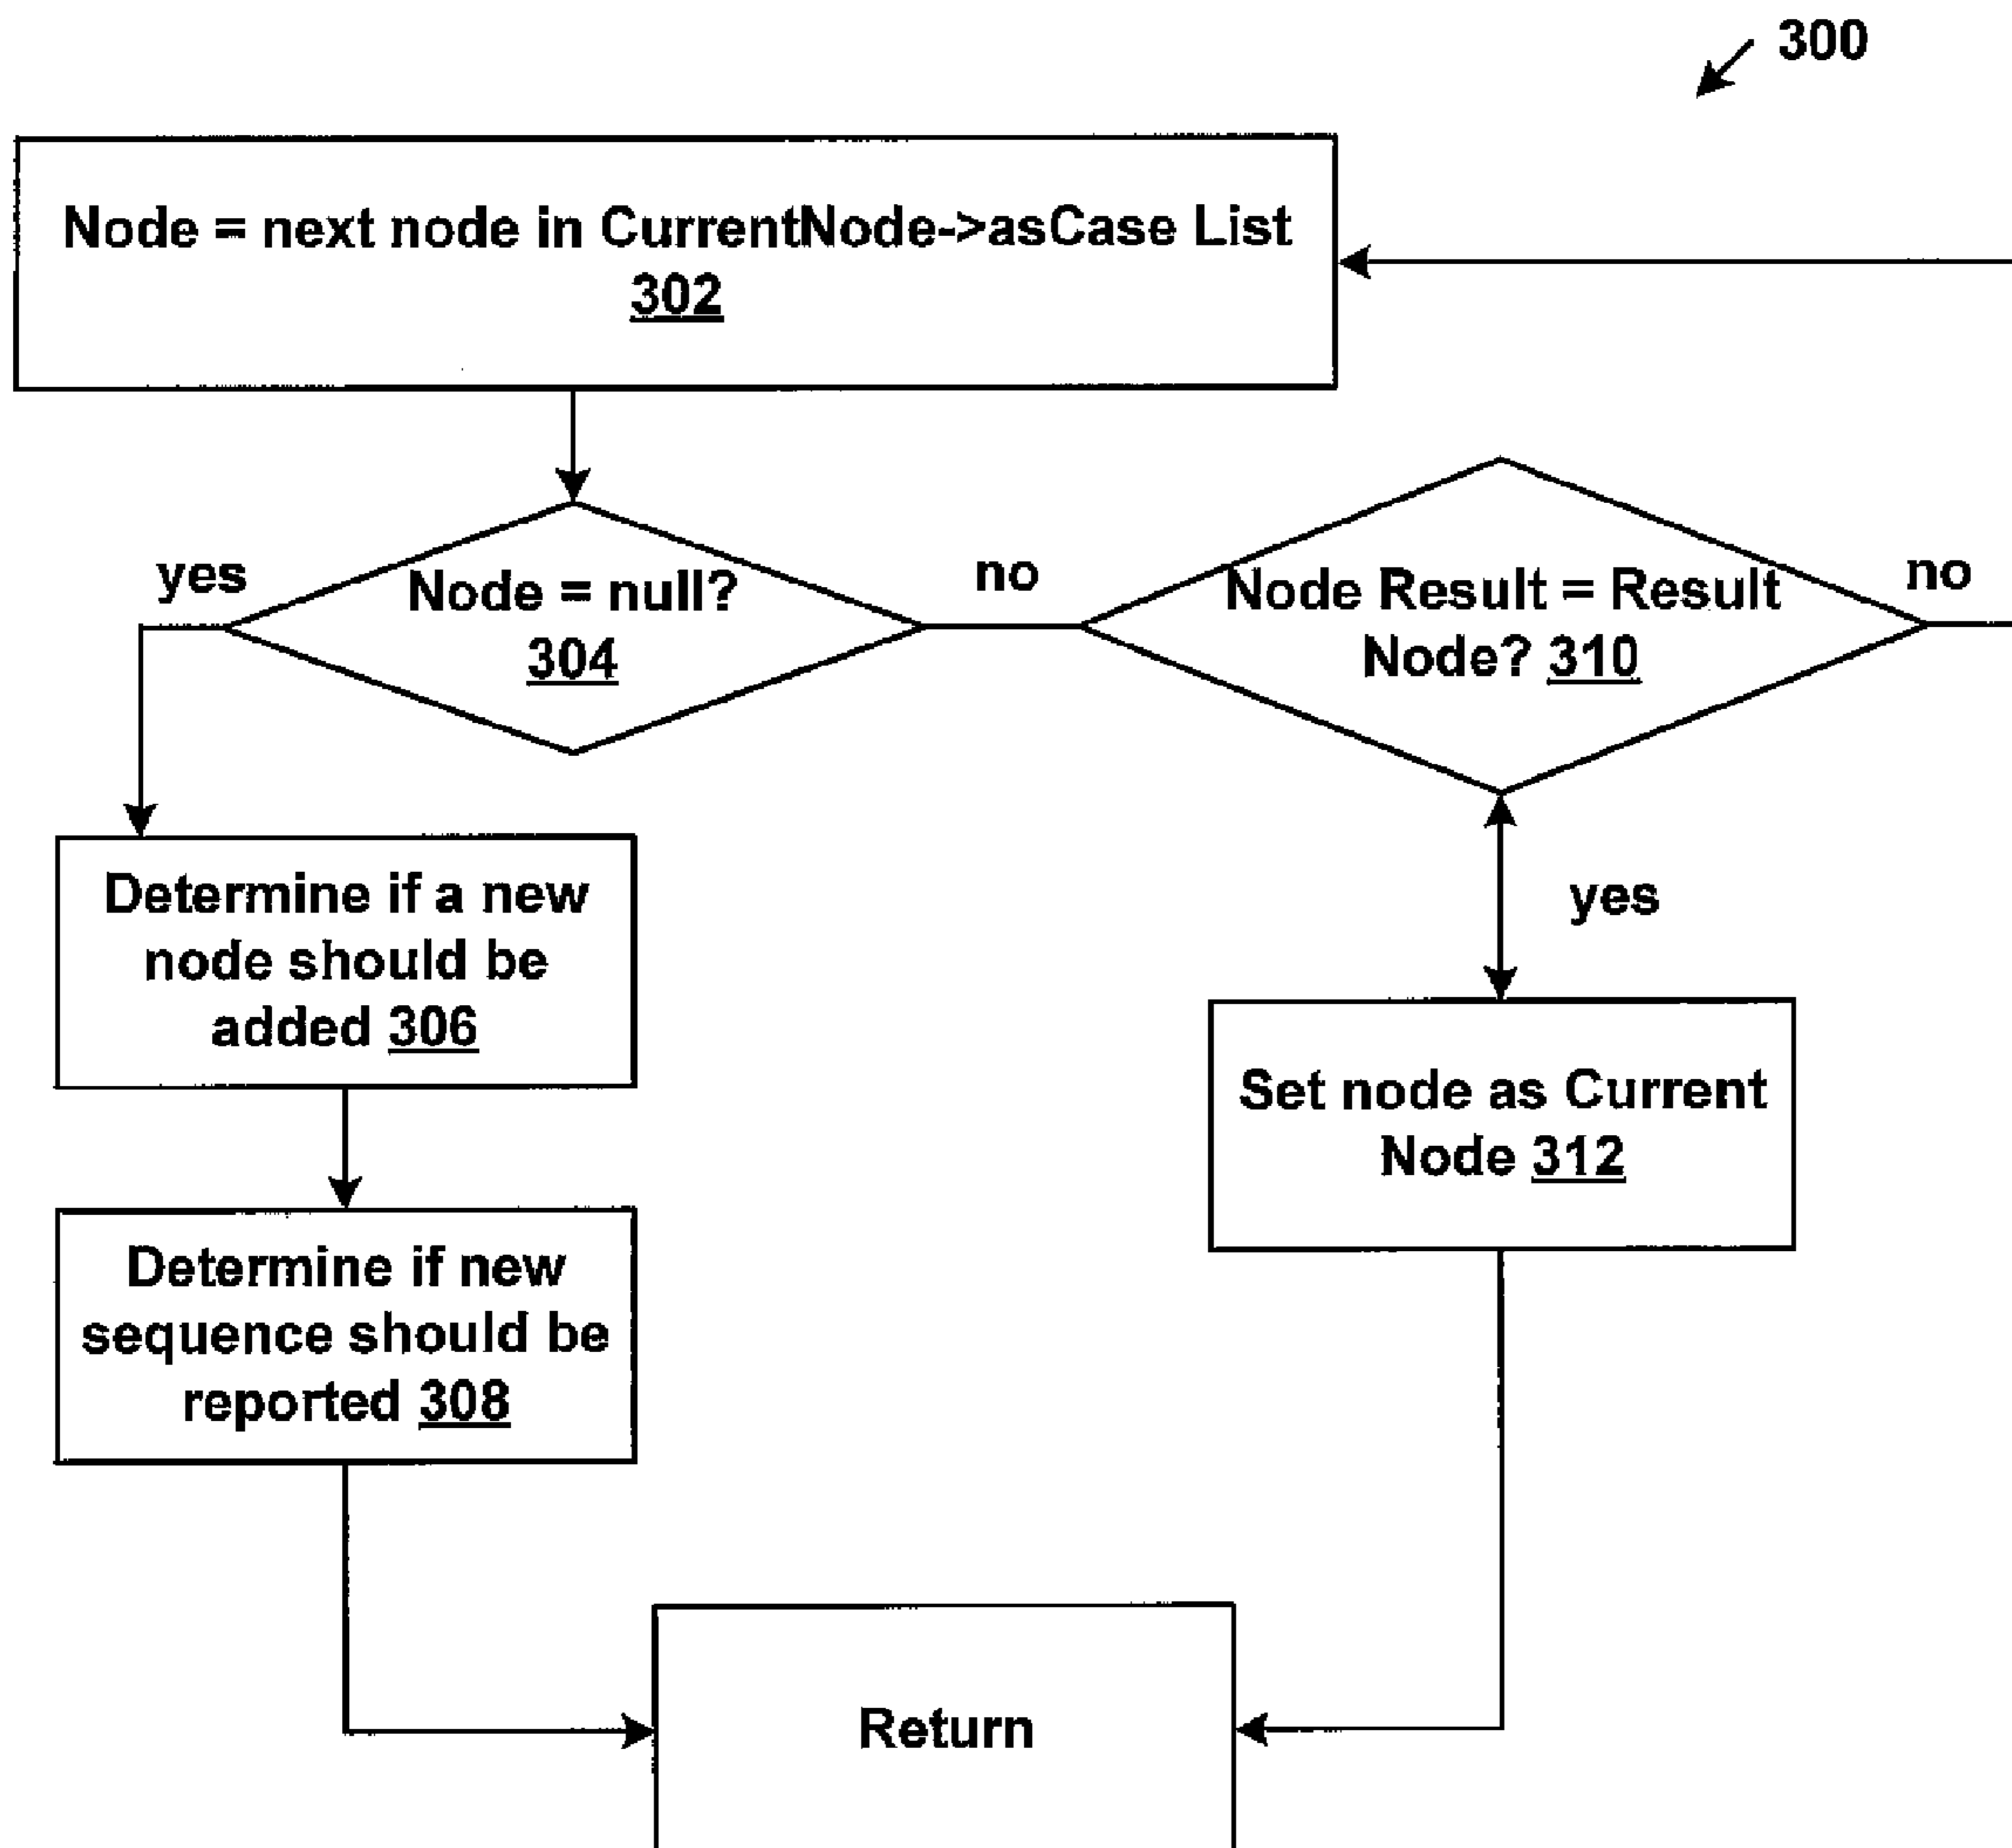 300
Node = next node in CurrentNode->asCase List
302
yes
Node = null?
304
no
Node Result = Result
Node? 310
no
yes
Determine if a new
node should be
added 306
Set node as Current
Node 312
Determine if new
sequence should be
reported 308
Return